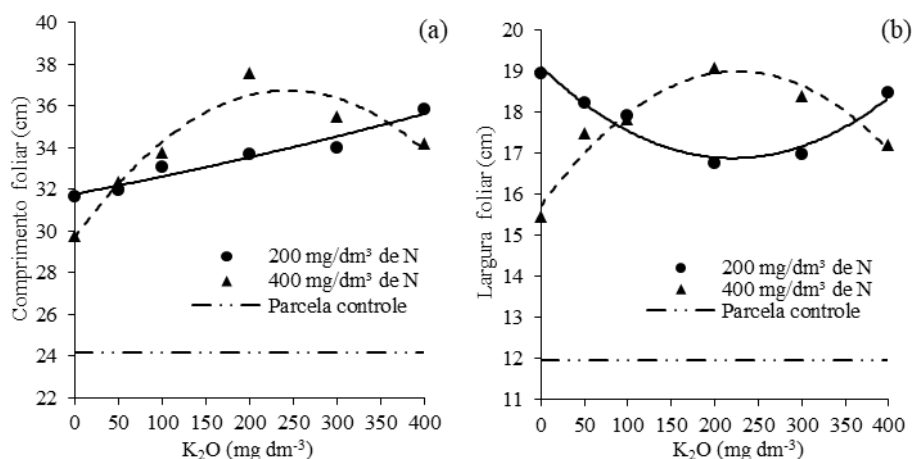 (a)
Comprimento foliar (cm)
40
38
36
34
32
30
28
26
24
22
200 mg/dm³ de N
400 mg/dm³ de N
Parcela controle
0 50 100 150 200 250 300 350 400
K₂O (mg dm⁻³)
(b)
Largura foliar (cm)
20
19
18
17
16
15
14
13
12
11
200 mg/dm³ de N
400 mg/dm³ de N
Parcela controle
0 50 100 150 200 250 300 350 400
K₂O (mg dm⁻³)